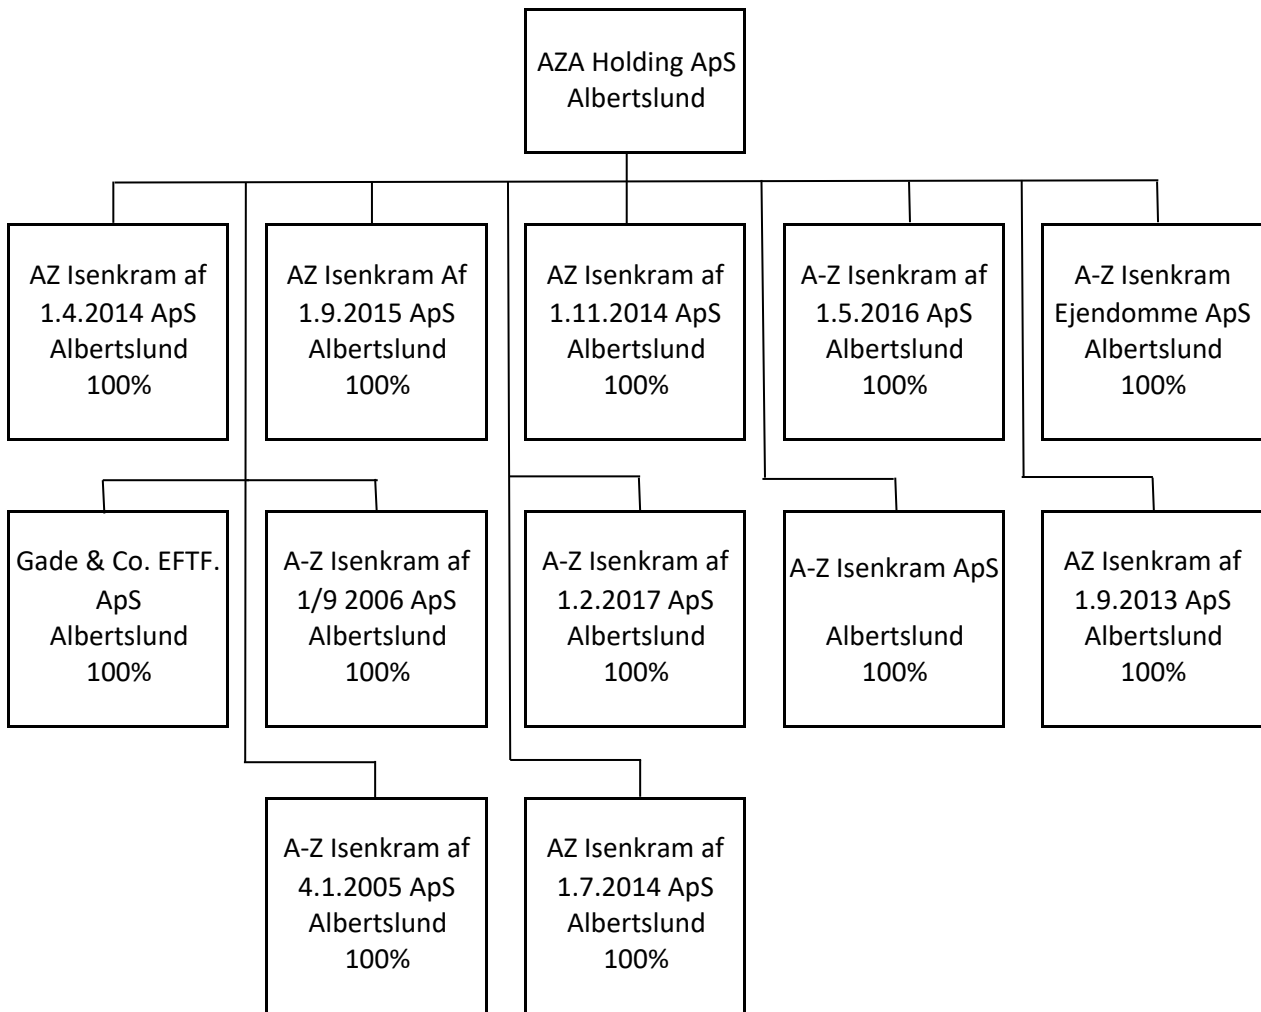 AZA Holding ApS
Albertslund
AZ Isenkram af
1.4.2014 ApS
Albertslund
100%
AZ Isenkram Af
1.9.2015 ApS
Albertslund
100%
AZ Isenkram af
1.11.2014 ApS
Albertslund
100%
A-Z Isenkram af
1.5.2016 ApS
Albertslund
100%
A-Z Isenkram
Ejendomme ApS
Albertslund
100%
Gade & Co. EFTF.
ApS
Albertslund
100%
A-Z Isenkram af
1/9 2006 ApS
Albertslund
100%
A-Z Isenkram af
1.2.2017 ApS
Albertslund
100%
A-Z Isenkram ApS
Albertslund
100%
AZ Isenkram af
1.9.2013 ApS
Albertslund
100%
A-Z Isenkram af
4.1.2005 ApS
Albertslund
100%
AZ Isenkram af
1.7.2014 ApS
Albertslund
100%